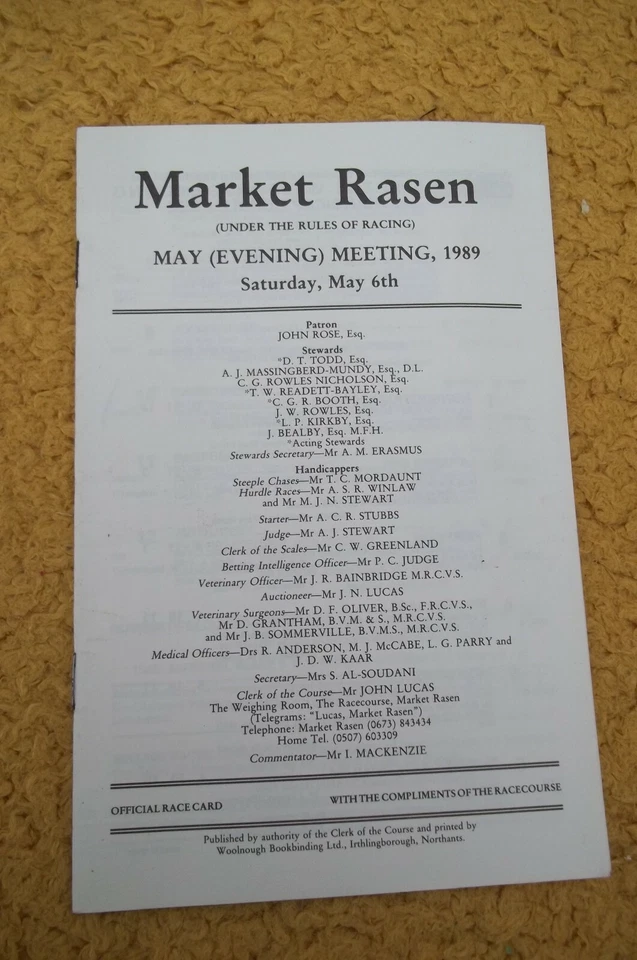 Market Rasen
(UNDER THE RULES OF RACING)
MAY (EVENING) MEETING, 1989
Saturday, May 6th
Patron
JOHN ROSE, Esq.
Stewards
*D. T. TODD, Esq.
A. J. MASSINGBERD-MUNDY, Esq., D.L.
C. G. ROWLES NICHOLSON, Esq.
*T. W. READETT-BAYLEY, Esq.
*C. G. R. BOOTH, Esq.
J. W. ROWLES, Esq.
*L. P. KIRKBY, Esq.
J. BEALBY, Esq. M.F.H.
*Acting Stewards
Stewards Secretary—Mr A. M. ERASMUS
Handicappers
Steeple Chases—Mr T. C. MORDAUNT
Hurdle Races—Mr A. S. R. WINLAW
and Mr M. J. N. STEWART
Starter—Mr A. C. R. STUBBS
Judge—Mr A. J. STEWART
Clerk of the Scales—Mr C. W. GREENLAND
Betting Intelligence Officer—Mr P. C. JUDGE
Veterinary Officer—Mr J. R. BAINBRIDGE M.R.C.V.S.
Auctioneer—Mr J. N. LUCAS
Veterinary Surgeons—Mr D. F. OLIVER, B.Sc., F.R.C.V.S.,
Mr D. GRANTHAM, B.V.M. & S., M.R.C.V.S.
and Mr J. B. SOMMERVILLE, B.V.M.S., M.R.C.V.S.
Medical Officers—Drs R. ANDERSON, M. J. McCABE, L. G. PARRY and
J. D. W. KAAR
Secretary—Mrs S. AL-SOUDANI
Clerk of the Course—Mr JOHN LUCAS
The Weighing Room, The Racecourse, Market Rasen
(Telegrams: "Lucas, Market Rasen")
Telephone: Market Rasen (0673) 843434
Home Tel. (0507) 603309
Commentator—Mr I. MACKENZIE
OFFICIAL RACE CARD WITH THE COMPLIMENTS OF THE RACECOURSE
Published by authority of the Clerk of the Course and printed by
Woolnough Bookbinding Ltd., Irthlingborough, Northants.